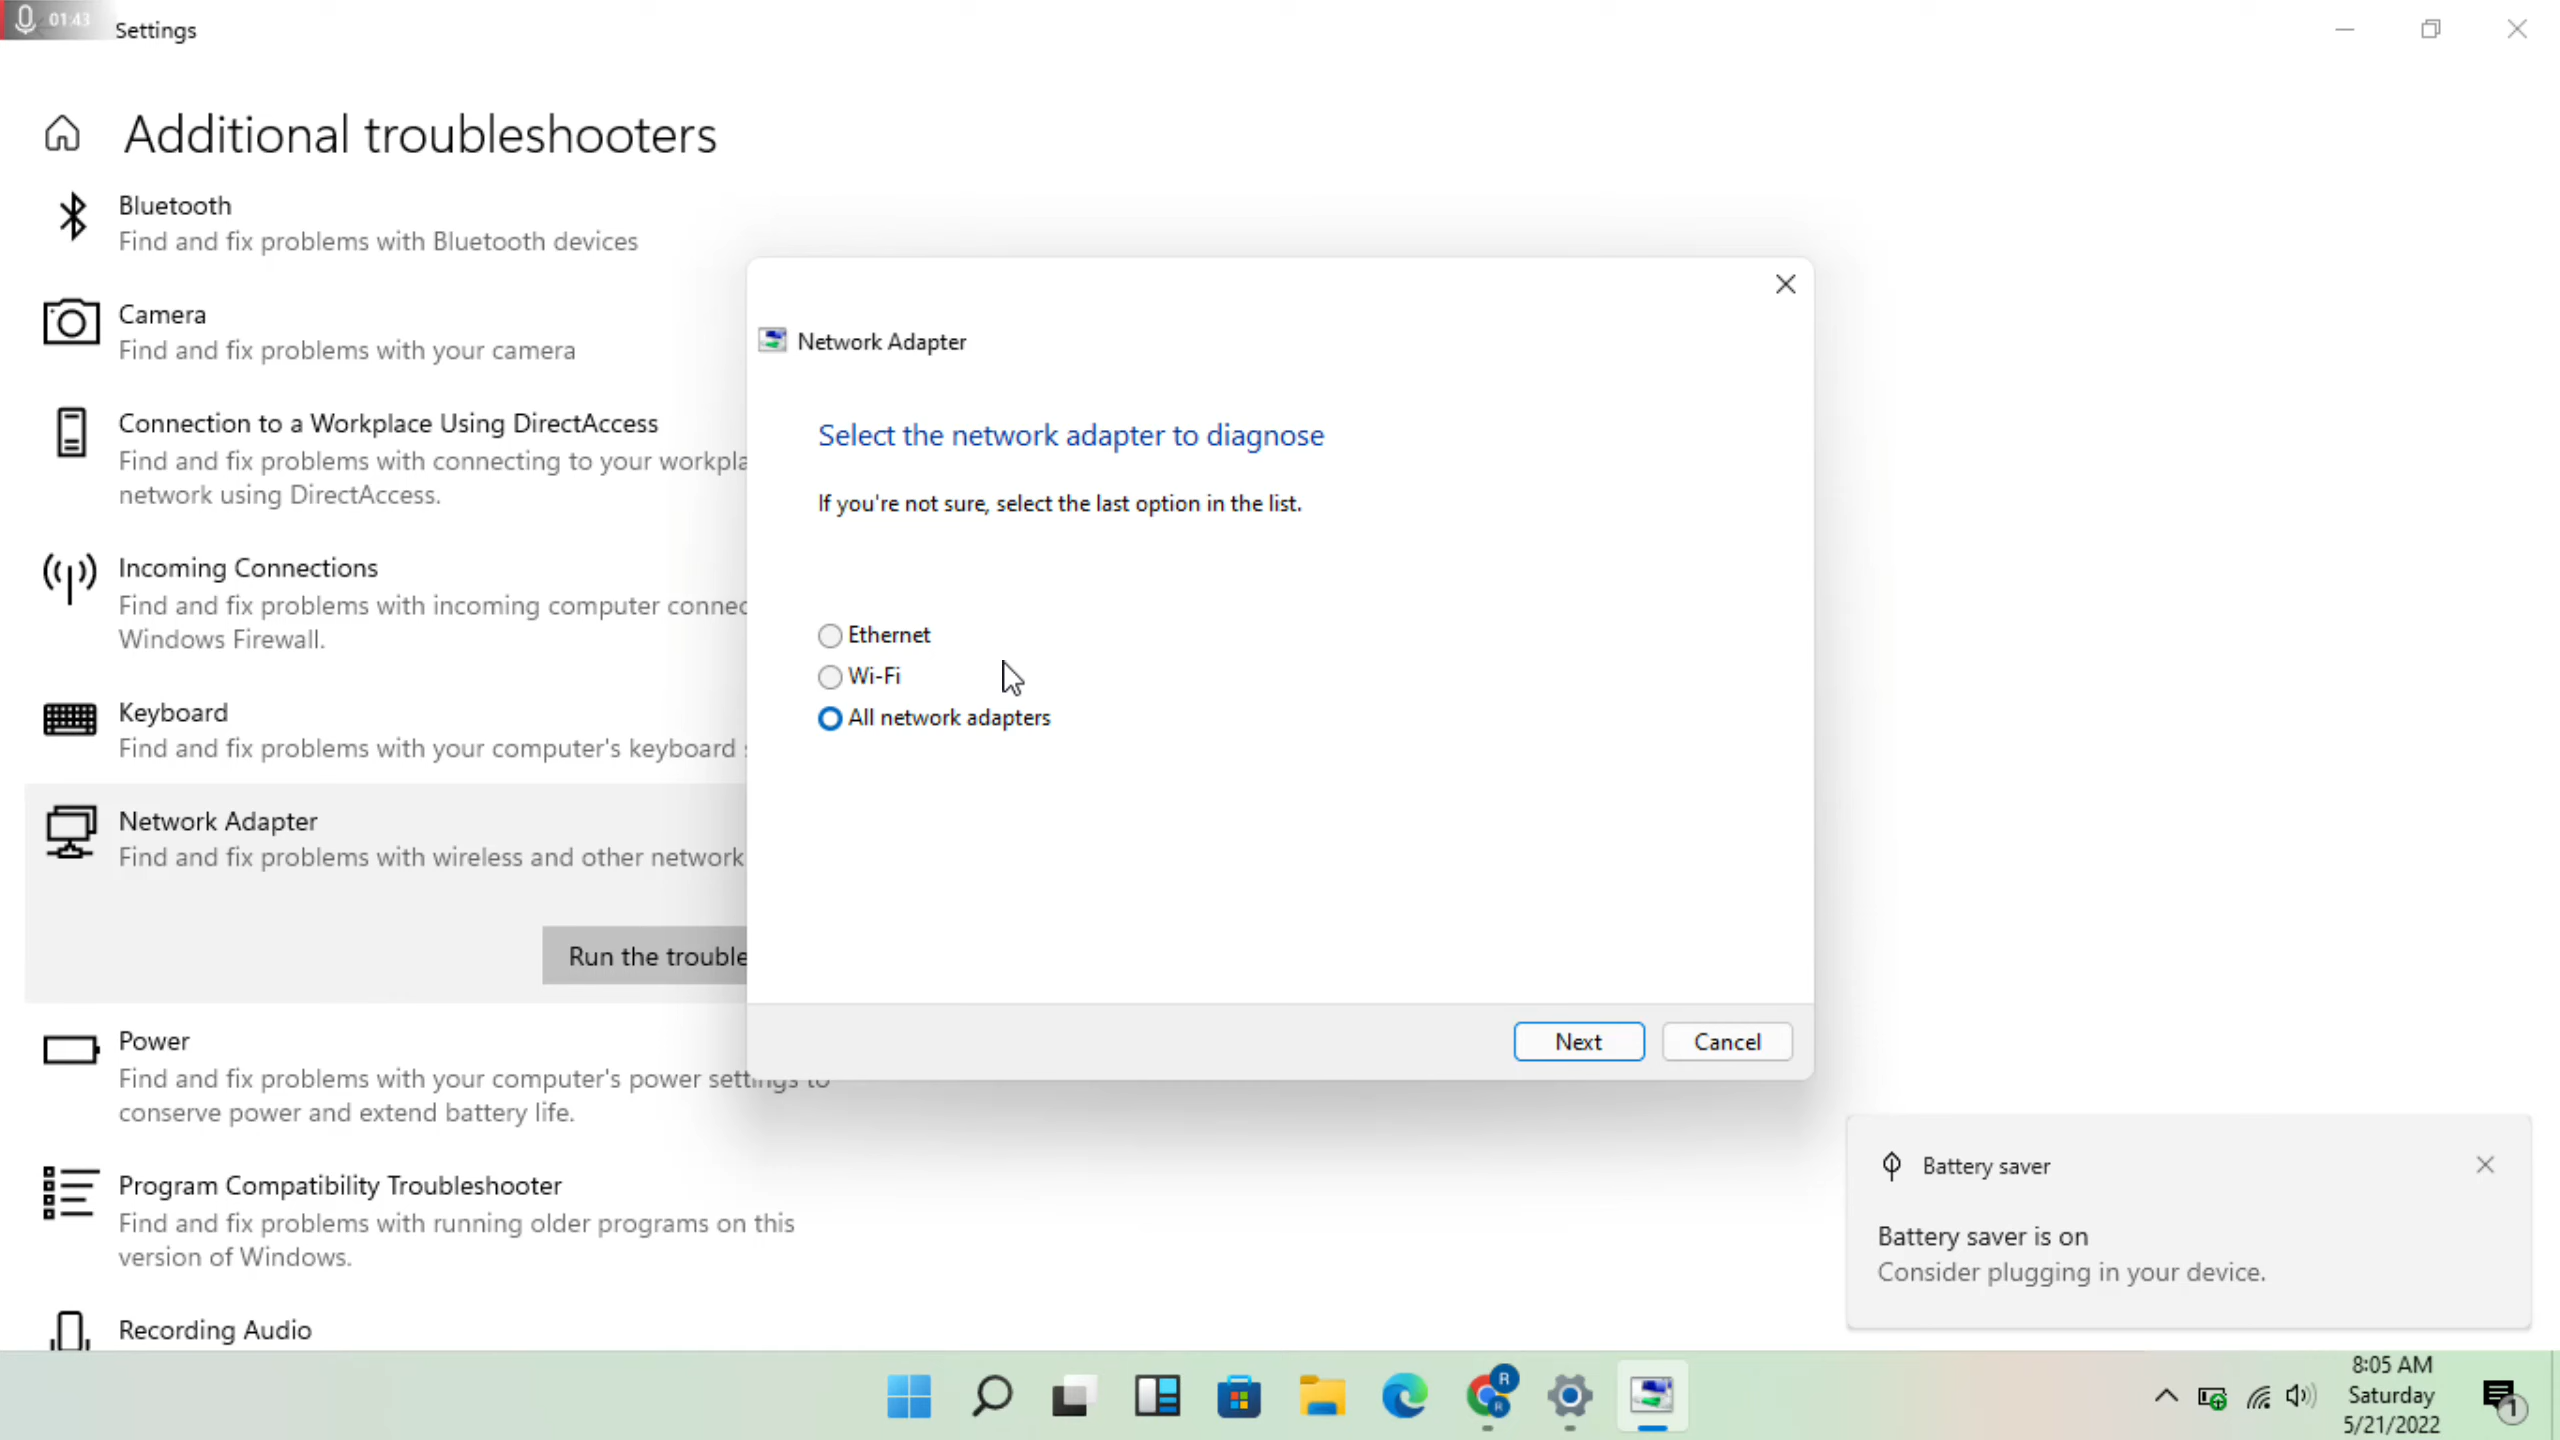 01:43
Settings
Additional troubleshooters
Bluetooth
Find and fix problems with Bluetooth devices
Camera
Find and fix problems with your camera
Connection to a Workplace Using DirectAccess
Find and fix problems with connecting to your workpla
network using DirectAccess.
Incoming Connections
Find and fix problems with incoming computer connec
Windows Firewall.
Keyboard
Find and fix problems with your computer's keyboard
Network Adapter
Find and fix problems with wireless and other network
Run the trouble
Power
Find and fix problems with your computer's power settings to
conserve power and extend battery life.
Program Compatibility Troubleshooter
Find and fix problems with running older programs on this
version of Windows.
Recording Audio
Network Adapter
Select the network adapter to diagnose
If you're not sure, select the last option in the list.
Ethernet
Wi-Fi
All network adapters
Next
Cancel
Battery saver
Battery saver is on
Consider plugging in your device.
R
R
8:05 AM
Saturday
5/21/2022
1